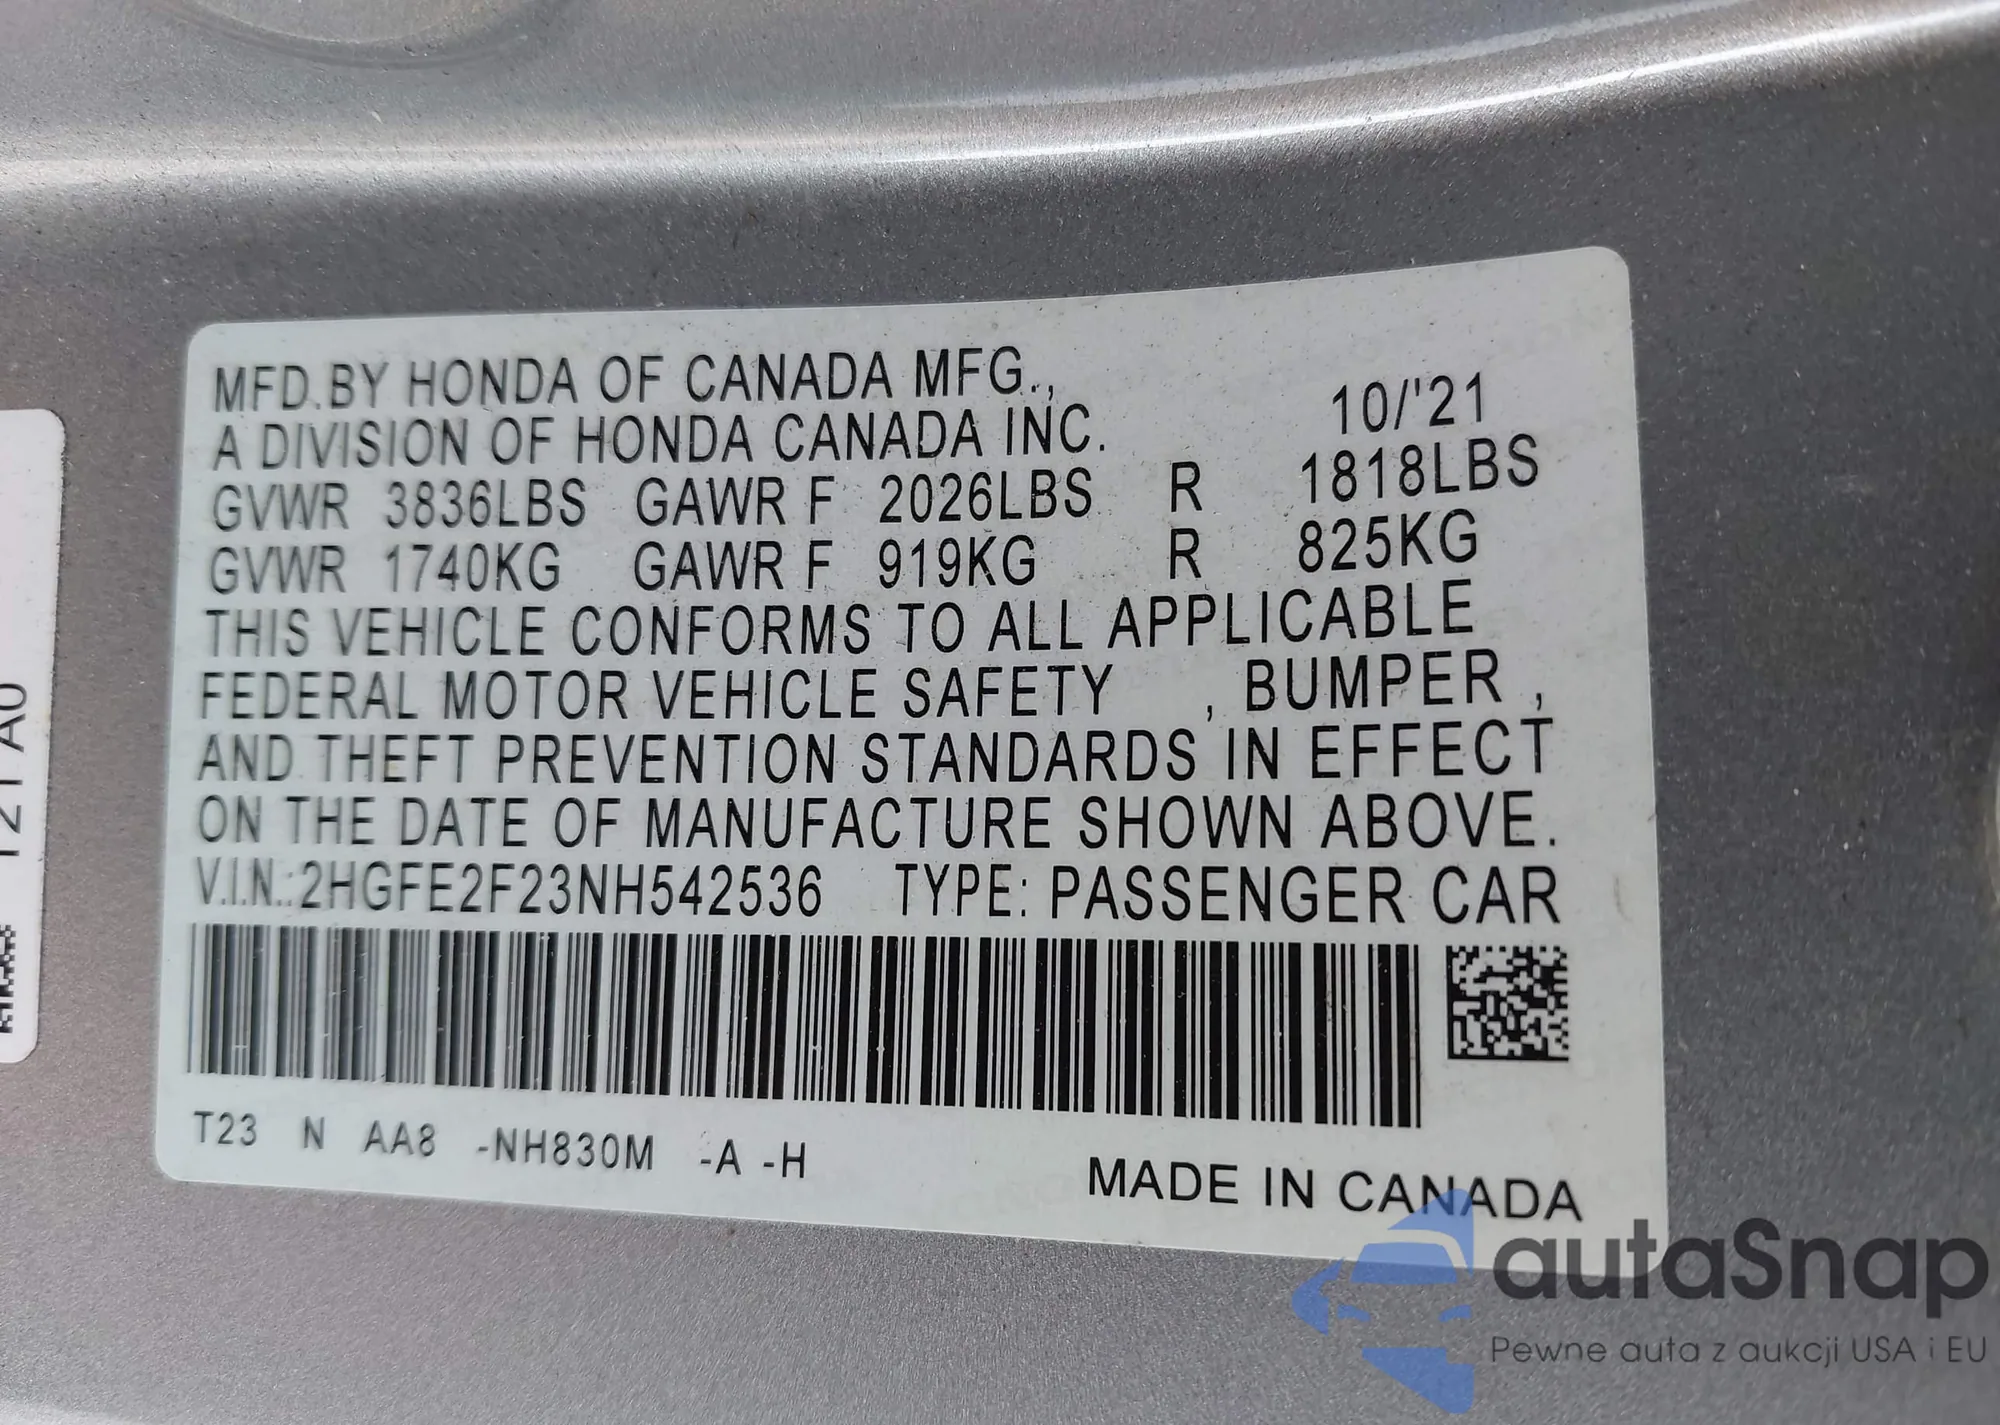 MFD.BY HONDA OF CANADA MFG.,
A DIVISION OF HONDA CANADA INC. 10/'21
GVWR 3836LBS GAWR F 2026LBS R 1818LBS
GVWR 1740KG GAWR F 919KG R 825KG
THIS VEHICLE CONFORMS TO ALL APPLICABLE
FEDERAL MOTOR VEHICLE SAFETY , BUMPER ,
AND THEFT PREVENTION STANDARDS IN EFFECT
ON THE DATE OF MANUFACTURE SHOWN ABOVE.
V.I.N.:2HGFE2F23NH542536 TYPE: PASSENGER CAR
T23 N AA8 -NH830M -A -H
MADE IN CANADA
autaSnap
Pewne auta z aukcji USA i EU